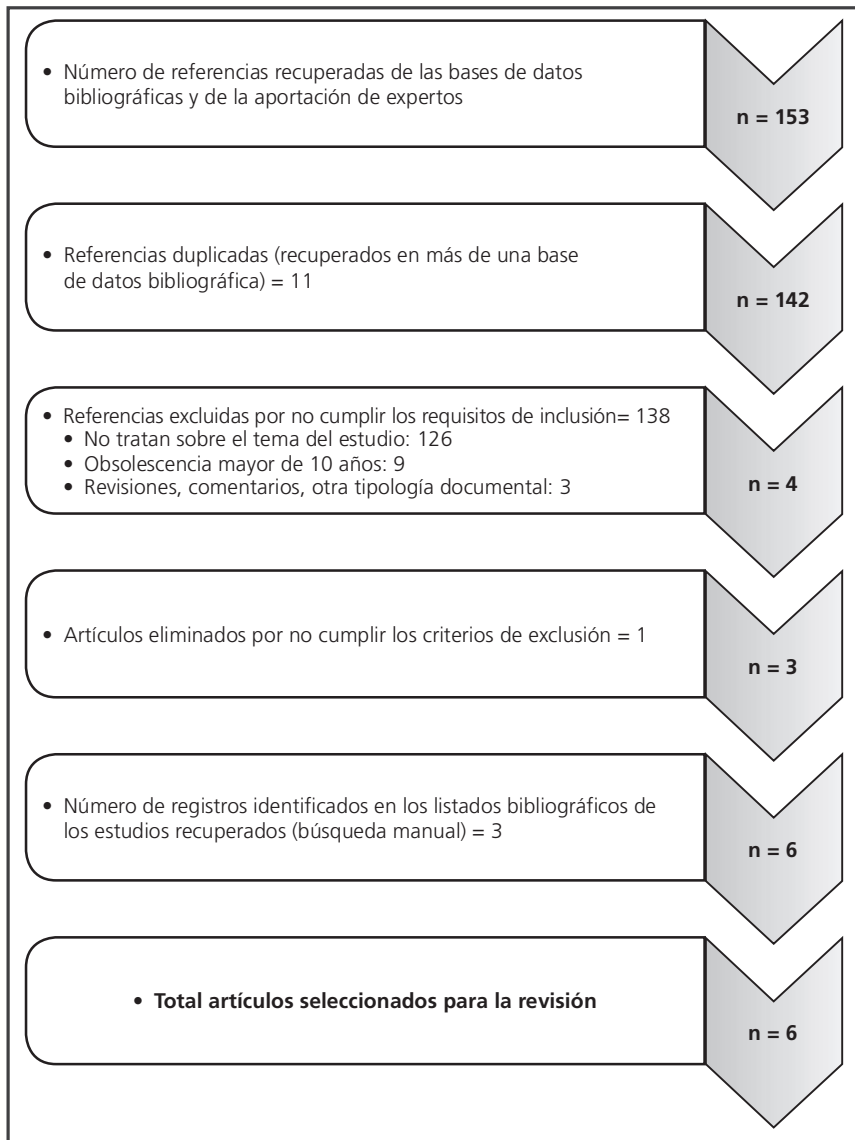 • Número de referencias recuperadas de las bases de datos
bibliográficas y de la aportación de expertos
n = 153
• Referencias duplicadas (recuperados en más de una base
de datos bibliográfica) = 11
n = 142
• Referencias excluidas por no cumplir los requisitos de inclusión= 138
• No tratan sobre el tema del estudio: 126
• Obsolescencia mayor de 10 años: 9
• Revisiones, comentarios, otra tipología documental: 3
n = 4
• Artículos eliminados por no cumplir los criterios de exclusión = 1
n = 3
• Número de registros identificados en los listados bibliográficos de
los estudios recuperados (búsqueda manual) = 3
n = 6
• Total artículos seleccionados para la revisión
n = 6